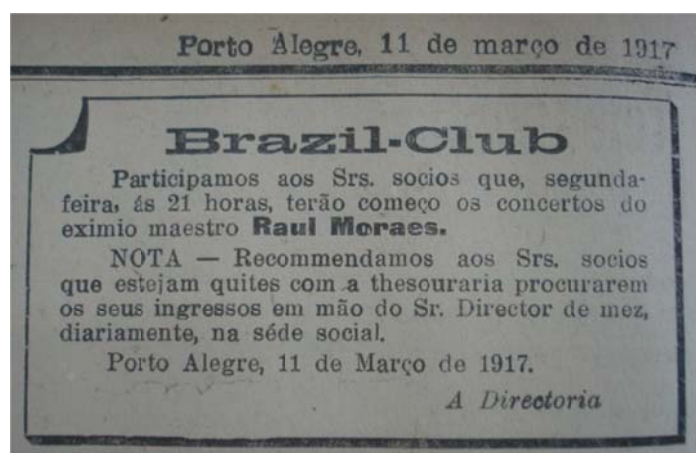 Porto Alegre, 11 de março de 1917
Brazil-Club
Participamos aos Srs. socios que, segunda-
feira, ás 21 horas, terão começo os concertos do
eximio maestro Raul Moraes.
NOTA — Recommendamos aos Srs. socios
que estejam quites com a thesouraria procurarem
os seus ingressos em mão do Sr. Director de mez,
diariamente, na séde social.
Porto Alegre, 11 de Março de 1917.
A Directoria